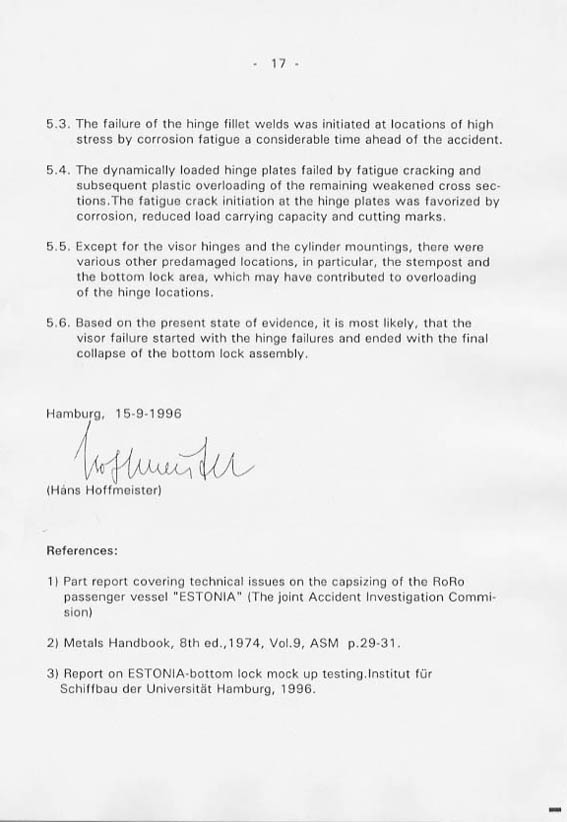 - 17 -
5.3. The failure of the hinge fillet welds was initiated at locations of high
stress by corrosion fatigue a considerable time ahead of the accident.
5.4. The dynamically loaded hinge plates failed by fatigue cracking and
subsequent plastic overloading of the remaining weakened cross sec-
tions.The fatigue crack initiation at the hinge plates was favorized by
corrosion, reduced load carrying capacity and cutting marks.
5.5. Except for the visor hinges and the cylinder mountings, there were
various other predamaged locations, in particular, the stempost and
the bottom lock area, which may have contributed to overloading
of the hinge locations.
5.6. Based on the present state of evidence, it is most likely, that the
visor failure started with the hinge failures and ended with the final
collapse of the bottom lock assembly.
Hamburg, 15-9-1996
Hoffmeister
(Hans Hoffmeister)
References:
1) Part report covering technical issues on the capsizing of the RoRo
passenger vessel "ESTONIA" (The joint Accident Investigation Commi-
sion)
2) Metals Handbook, 8th ed.,1974, Vol.9, ASM p.29-31.
3) Report on ESTONIA-bottom lock mock up testing.Institut für
Schiffbau der Universität Hamburg, 1996.